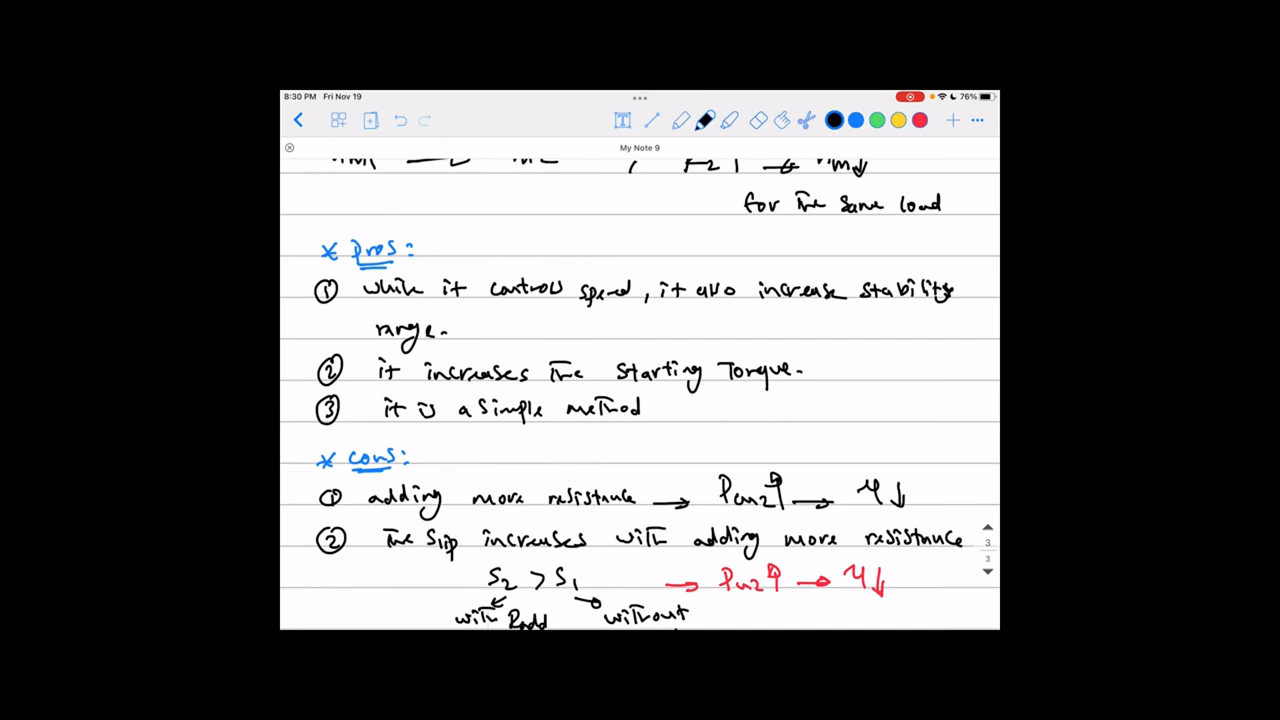 8:30 PM Fri Nov 19
76%
My Note 9
for the same load
* Pros:
① while it controls speed, it also increase stability
range.
② it increases the starting Torque.
③ it is a simple method
* cons:
① adding more resistance → Pcu2↑ → η↓
② the slip increases with adding more resistance
S2 > S1 → Pcu2↑ → η↓
with Radd without
3
3